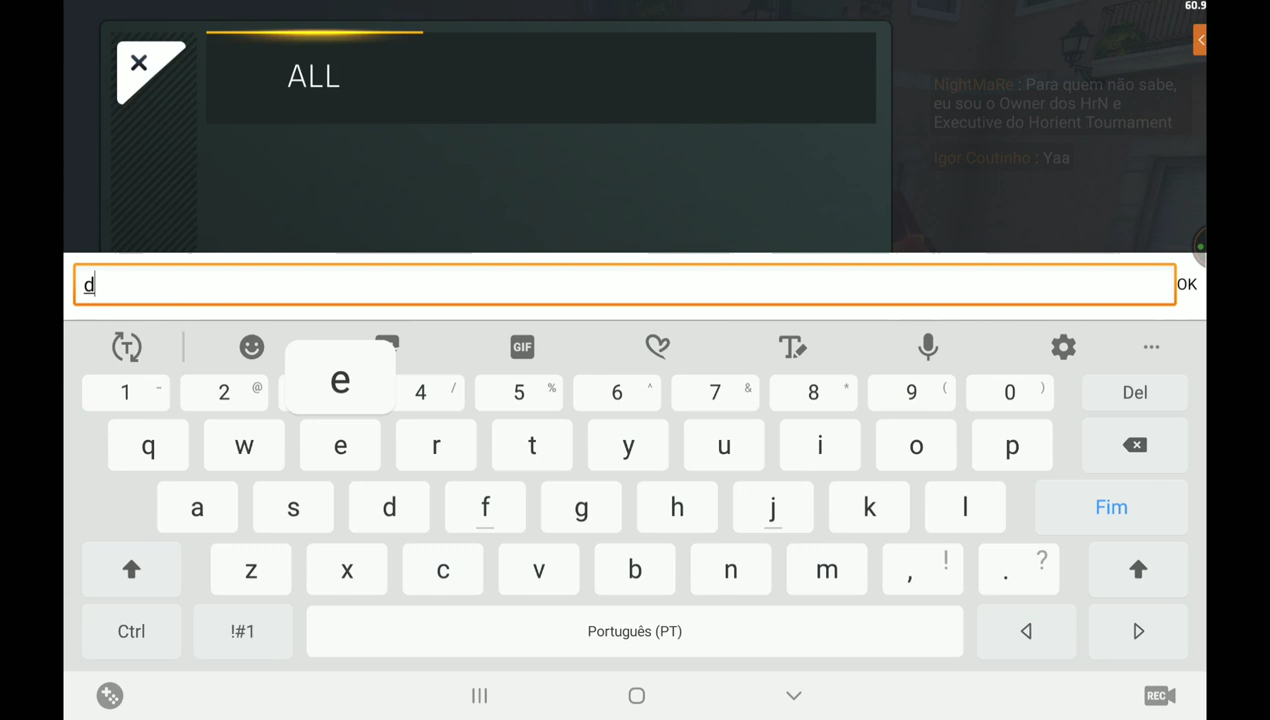 60.9
ALL
NightMaRe : Para quem não sabe,
eu sou o Owner dos HrN e
Executive do Horient Tournament
Igor Coutinho : Yaa
d
OK
T
GIF
T
e
1 - 2 @ 4 / 5 % 6 ^ 7 & 8 * 9 ( 0 ) Del
q w e r t y u i o p
a s d f g h j k l Fim
z x c v b n m , ! . ?
Ctrl !#1 Português (PT)
REC